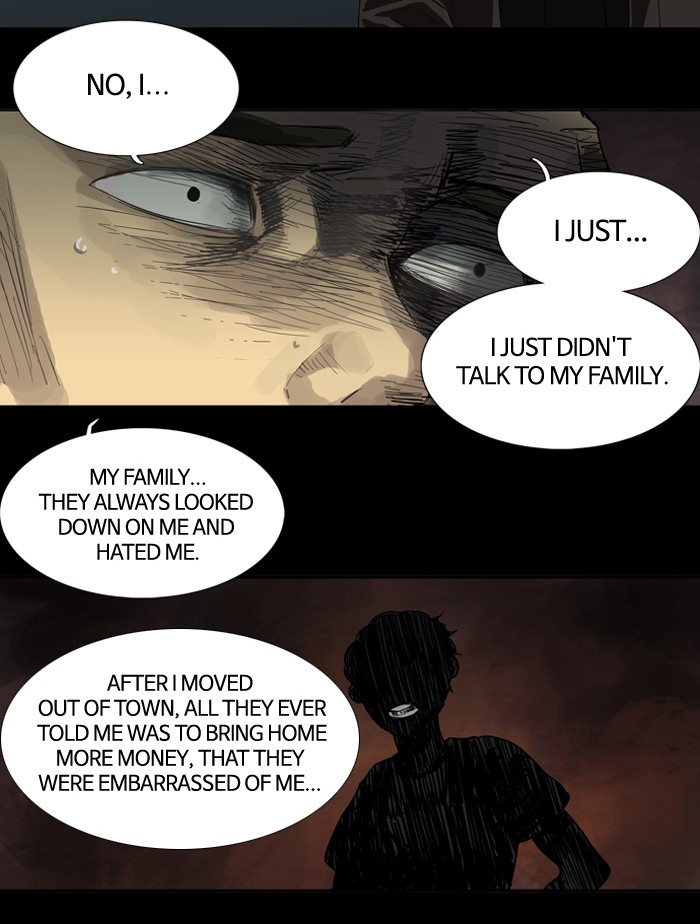 NO, I...
I JUST...
I JUST DIDN'T
TALK TO MY FAMILY.
MY FAMILY...
THEY ALWAYS LOOKED
DOWN ON ME AND
HATED ME.
AFTER I MOVED
OUT OF TOWN, ALL THEY EVER
TOLD ME WAS TO BRING HOME
MORE MONEY, THAT THEY
WERE EMBARRASSED OF ME...